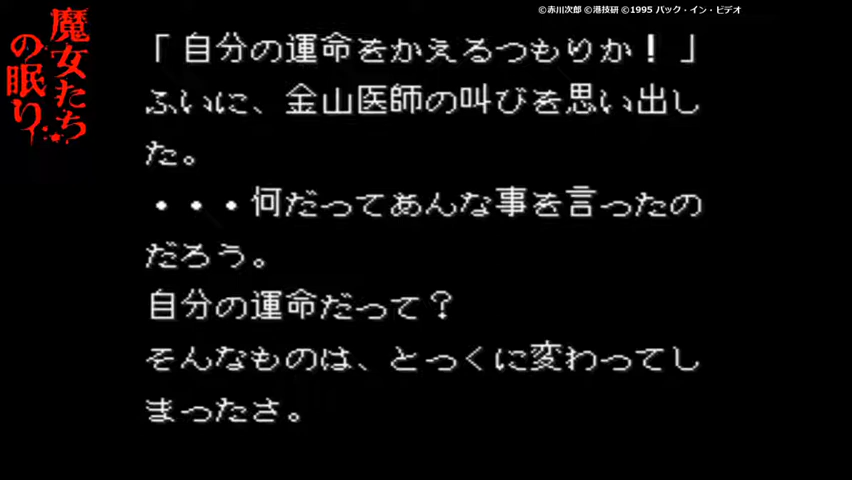 ©赤川次郎 ©港技研 ©1995 パック・イン・ビデオ
魔女たち
の眠り
「自分の運命をかえるつもりか！」
ふいに、金山医師の叫びを思い出し
た。
・・・何だってあんな事を言ったの
だろう。
自分の運命だって？
そんなものは、とっくに変わってし
まったさ。